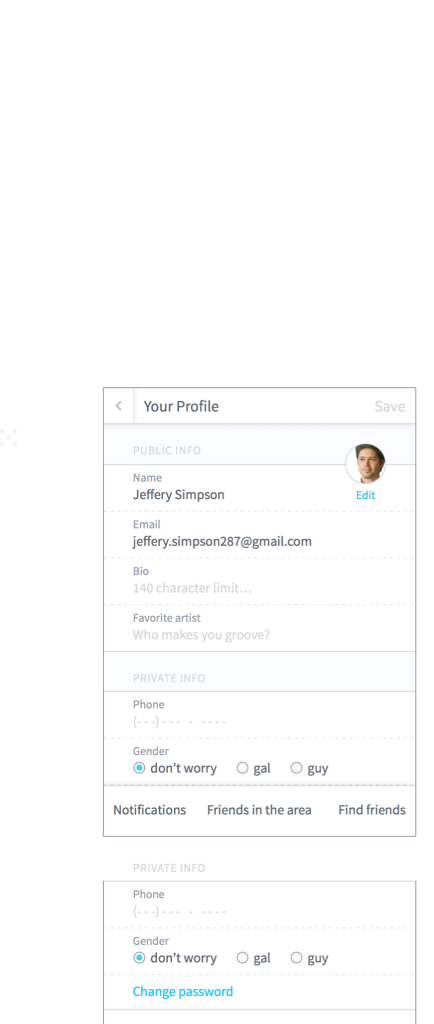 Your Profile Save
PUBLIC INFO
Name
Jeffery Simpson
Edit
Email
jeffery.simpson287@gmail.com
Bio
140 character limit...
Favorite artist
Who makes you groove?
PRIVATE INFO
Phone
(---) --- - ----
Gender
don't worry gal guy
Notifications Friends in the area Find friends
PRIVATE INFO
Phone
(---) --- - ----
Gender
don't worry gal guy
Change password